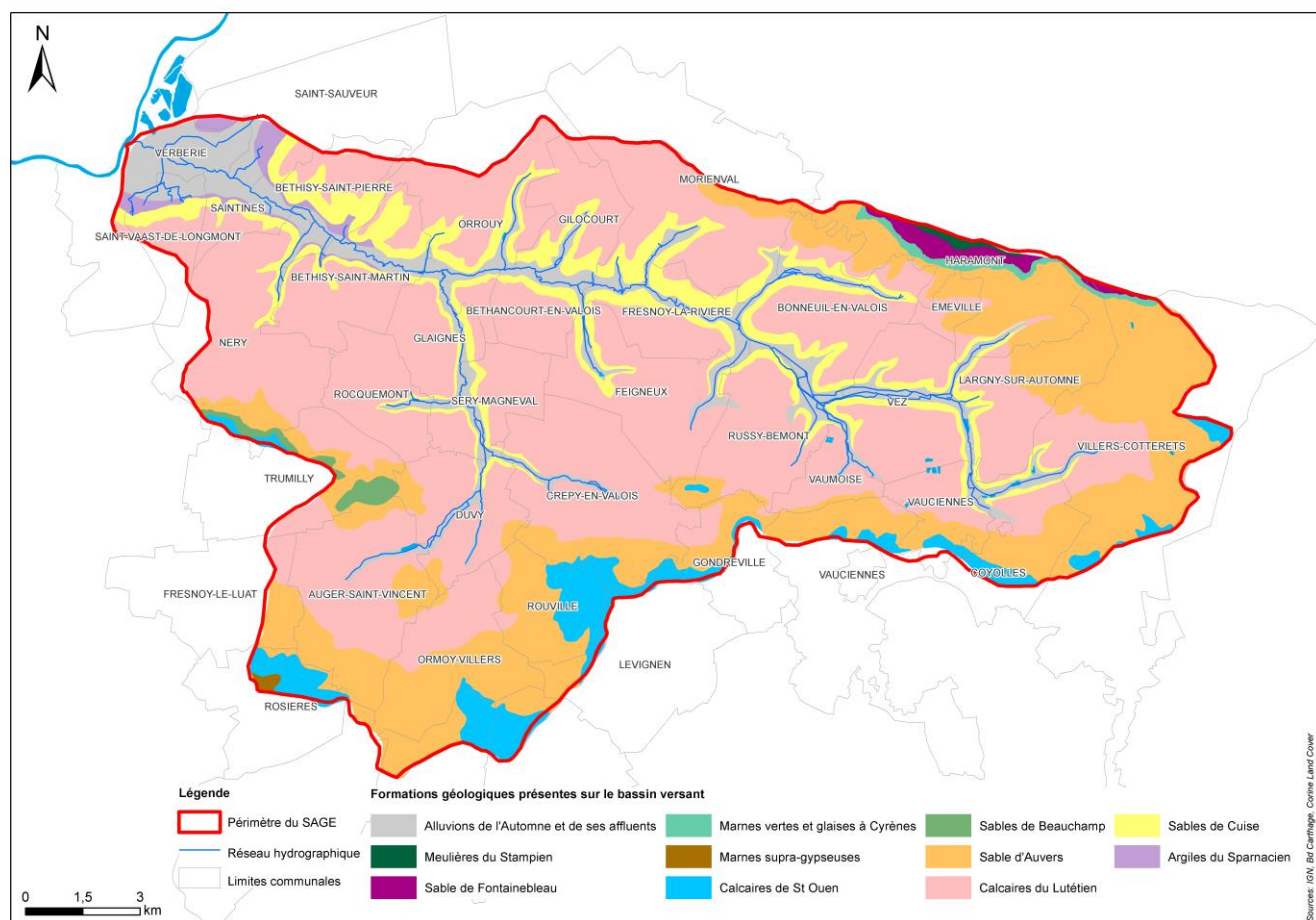 N
SAINT-SAUVEUR
VERBERIE
MORIENVAL
BETHISY-SAINT-PIERRE
SAINTINES
ORROUY
GILOCOURT
SAINT-VAAST-DE-LONGMONT
HARAMONT
BETHISY-SAINT-MARTIN
BETHANCOURT-EN-VALOIS
FRESNOY-LA-RIVIERE
BONNEUIL-EN-VALOIS
EMEVILLE
GLAIGNES
NERY
LARGNY-SUR-AUTOMNE
ROCQUEMONT
FEIGNEUX
SERY-MAGNEVAL
VEZ
RUSSY-BEMONT
VILLERS-COTTERETS
TRUMILLY
VAUMOISE
CREPY-EN-VALOIS
VAUCIENNES
DUVY
GONDREVILLE
VAUCIENNES
COYOLLES
FRESNOY-LE-LUAT
AUGER-SAINT-VINCENT
ROUVILLE
ORMOY-VILLERS
LEVIGNEN
ROSIERES
Légende
Périmètre du SAGE
Réseau hydrographique
Limites communales
0 1,5 3
km
Formations géologiques présentes sur le bassin versant
Alluvions de l'Automne et de ses affluents
Meulières du Stampien
Sable de Fontainebleau
Marnes vertes et glaises à Cyrènes
Marnes supra-gypseuses
Calcaires de St Ouen
Sables de Beauchamp
Sable d'Auvers
Calcaires du Lutétien
Sables de Cuise
Argiles du Sparnacien
Sources: IGN, Bd Carthage, Corine Land Cover